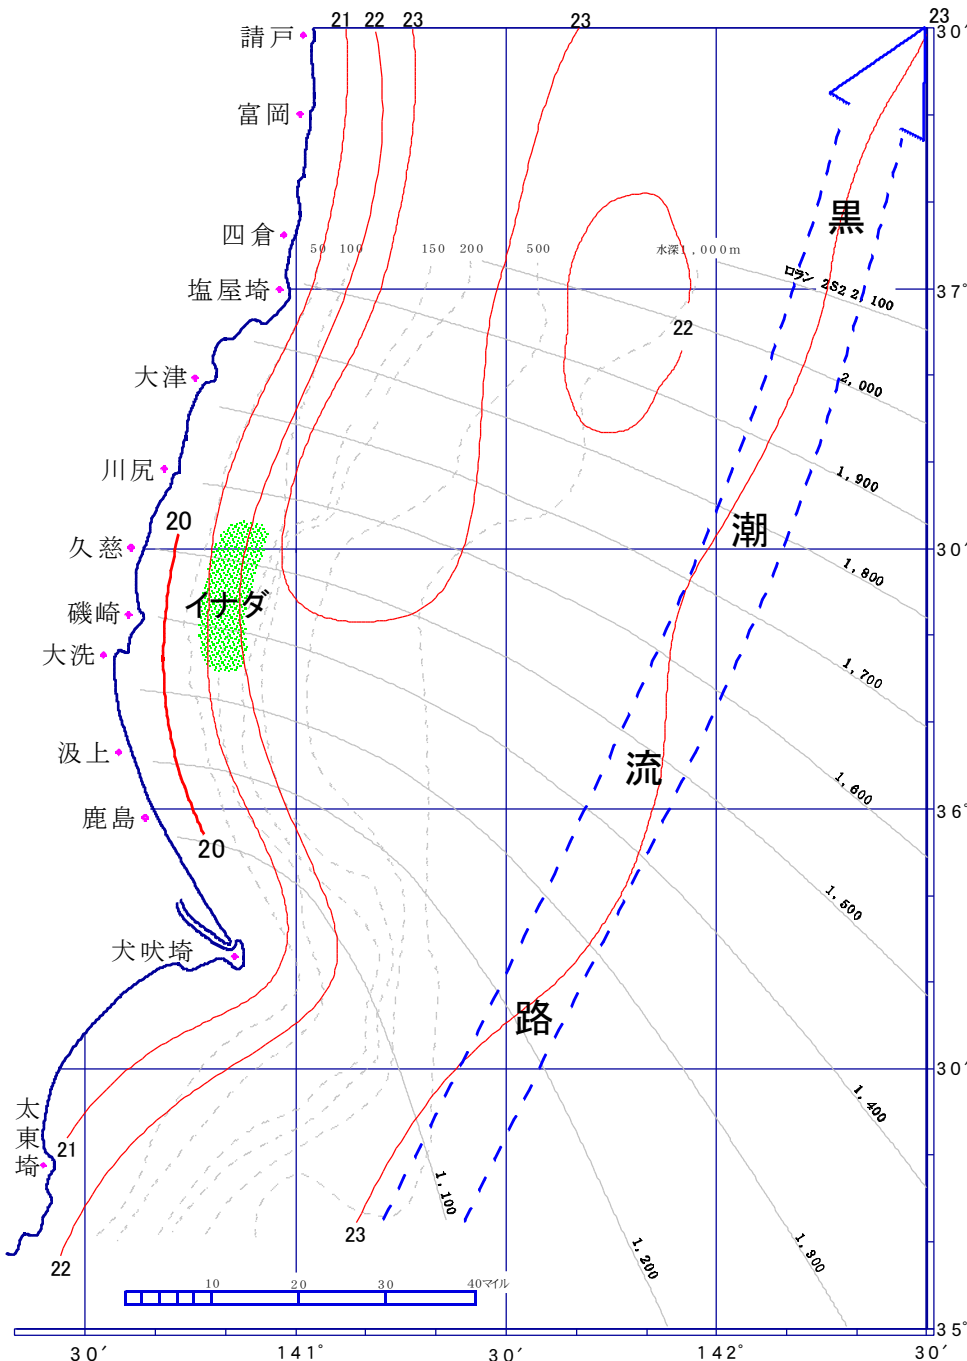 21 22 23 23 23
請戸 30′
富岡
四倉
50 100 150 200 500 水深1,000m
塩屋埼 ロラン 2S2 2,100 37°
22
大津 2,000
川尻 1,900
20
久慈 潮 30′
黒
1,800
イナダ
磯崎
大洗 1,700
汲上 流 1,600
鹿島 36°
20
1,500
犬吠埼
路 30′
1,400
太東埼
21 1,100
23 1,200 1,300
22
10 20 30 40マイル
35°
30′ 141° 30′ 142° 30′